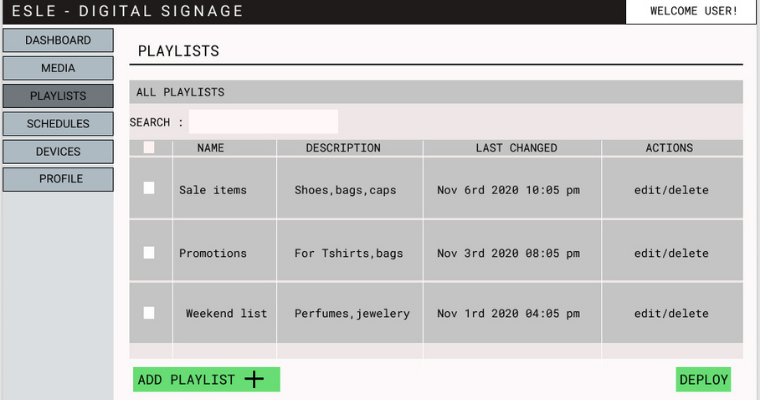 ESLE - DIGITAL SIGNAGE
WELCOME USER!
DASHBOARD
MEDIA
PLAYLISTS
SCHEDULES
DEVICES
PROFILE
PLAYLISTS
ALL PLAYLISTS
SEARCH :
NAME DESCRIPTION LAST CHANGED ACTIONS
Sale items Shoes,bags,caps Nov 6rd 2020 10:05 pm edit/delete
Promotions For Tshirts,bags Nov 3rd 2020 08:05 pm edit/delete
Weekend list Perfumes,jewelery Nov 1rd 2020 04:05 pm edit/delete
ADD PLAYLIST +
DEPLOY